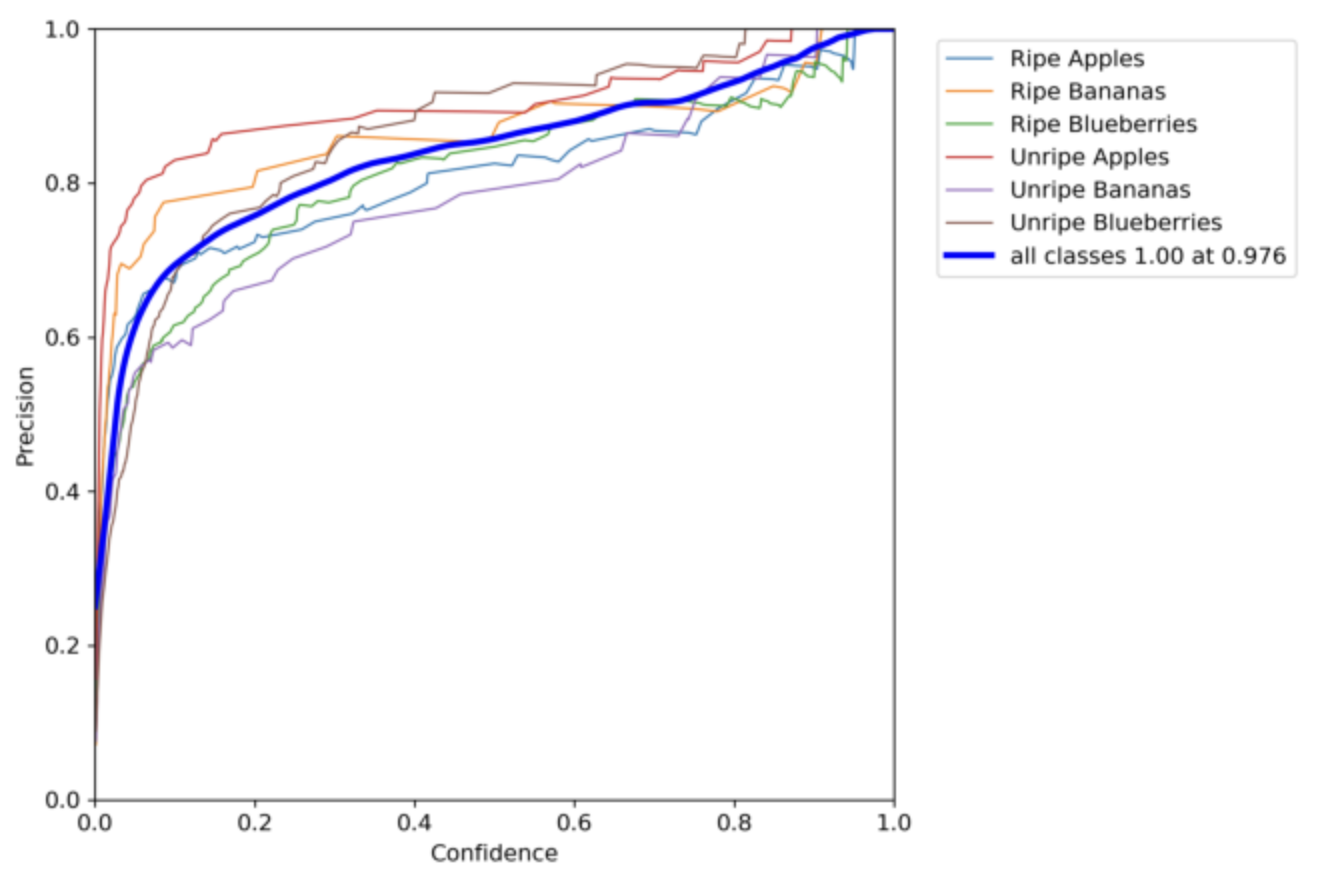 1.0
0.8
0.6
0.4
0.2
0.0
Precision
0.0 0.2 0.4 0.6 0.8 1.0
Confidence
Ripe Apples
Ripe Bananas
Ripe Blueberries
Unripe Apples
Unripe Bananas
Unripe Blueberries
all classes 1.00 at 0.976